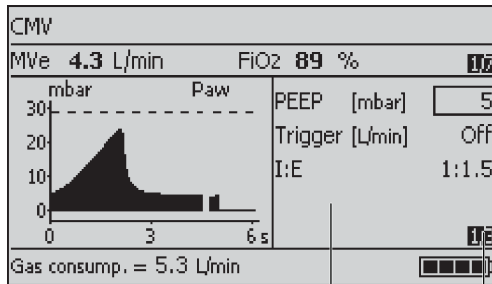 CMV
MVe 4.3 L/min FiO2 89 %
mbar Paw
30
20
10
0
0 3 6 s
PEEP [mbar] 5
Trigger [L/min] Off
I:E 1:1.5
Gas consump. = 5.3 L/min